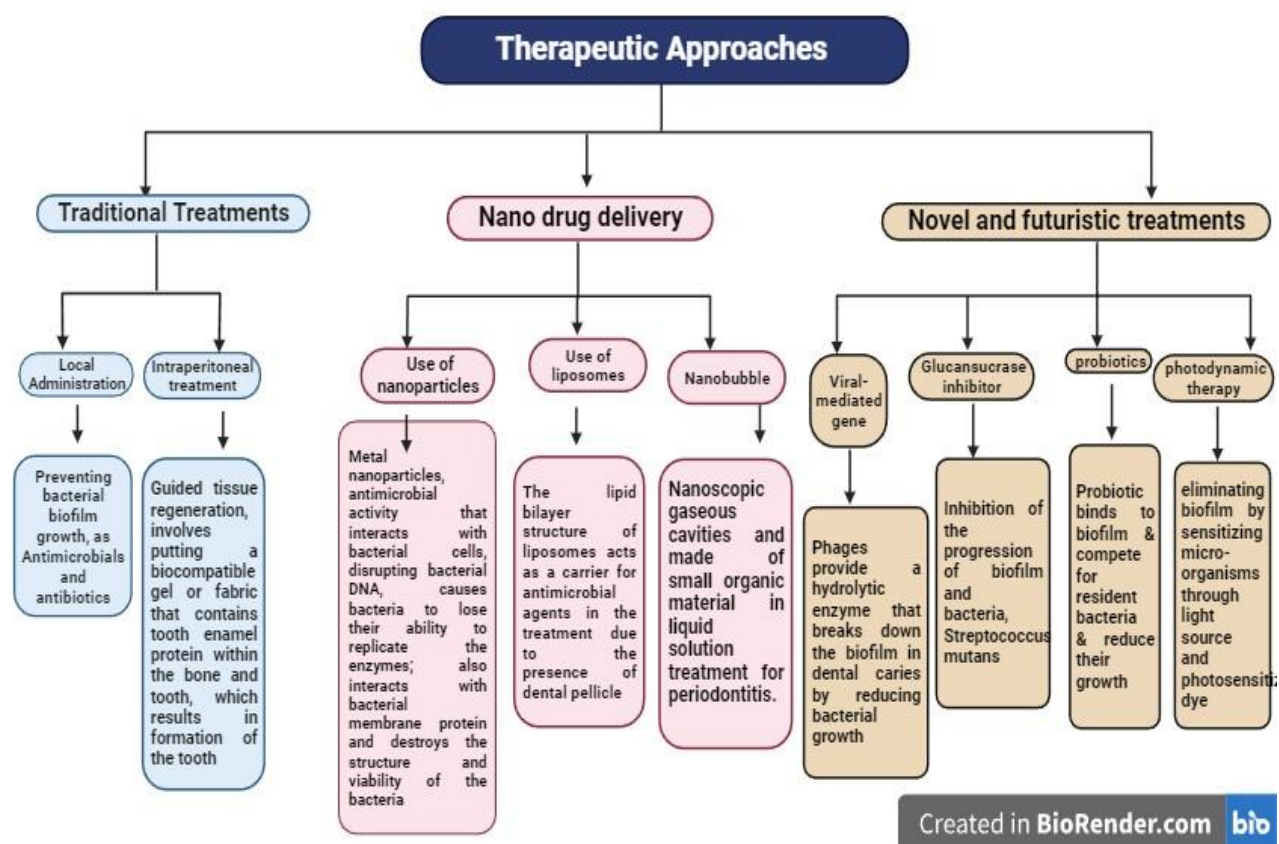 Therapeutic Approaches
Traditional Treatments
Nano drug delivery
Novel and futuristic treatments
Local
Administration
Intraperitoneal
treatment
Use of
nanoparticles
Use of
liposomes
Nanobubble
Viral-
mediated
gene
Glucansucrase
inhibitor
probiotics
photodynamic
therapy
Preventing
bacterial
biofilm
growth, as
Antimicrobials
and
antibiotics
Guided tissue
regeneration,
involves
putting a
biocompatible
gel or fabric
that contains
tooth enamel
protein within
the bone and
tooth, which
results in
formation of
the tooth
Metal
nanoparticles,
antimicrobial
activity that
interacts with
bacterial cells,
disrupting bacterial
DNA, causes
bacteria to lose
their ability to
replicate the
enzymes; also
interacts with
bacterial
membrane protein
and destroys the
structure and
viability of the
bacteria
The lipid
bilayer
structure of
liposomes acts
as a carrier for
antimicrobial
agents in the
treatment due
to the
presence of
dental pellicle
Nanoscopic
gaseous
cavities and
made of
small organic
material in
liquid
solution
treatment for
periodontitis.
Phages
provide a
hydrolytic
enzyme that
breaks down
the biofilm in
dental caries
by reducing
bacterial
growth
Inhibition of
the
progression
of biofilm
and
bacteria,
Streptococcus
mutans
Probiotic
binds to
biofilm &
compete
for
resident
bacteria
& reduce
their
growth
eliminating
biofilm by
sensitizing
micro-
organisms
through
light
source
and
photosensitiz
dye
Created in BioRender.com bio